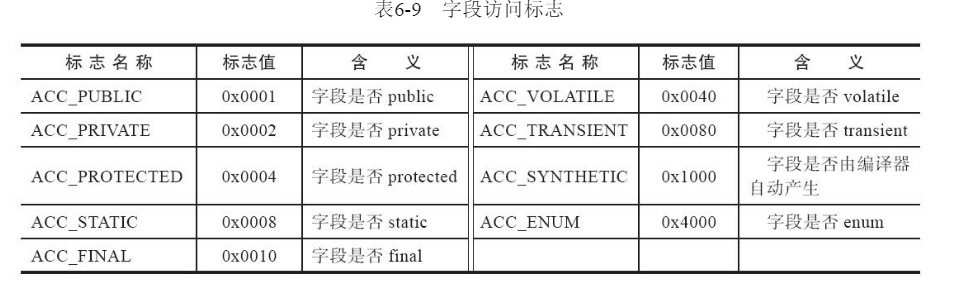 表6-9 字段访问标志
标 志 名 称 标志值 含 义 标 志 名 称 标志值 含 义
ACC_PUBLIC 0x0001 字段是否 public ACC_VOLATILE 0x0040 字段是否 volatile
ACC_PRIVATE 0x0002 字段是否 private ACC_TRANSIENT 0x0080 字段是否 transient
ACC_PROTECTED 0x0004 字段是否 protected ACC_SYNTHETIC 0x1000 字段是否由编译器
自动产生
ACC_STATIC 0x0008 字段是否 static ACC_ENUM 0x4000 字段是否 enum
ACC_FINAL 0x0010 字段是否 final